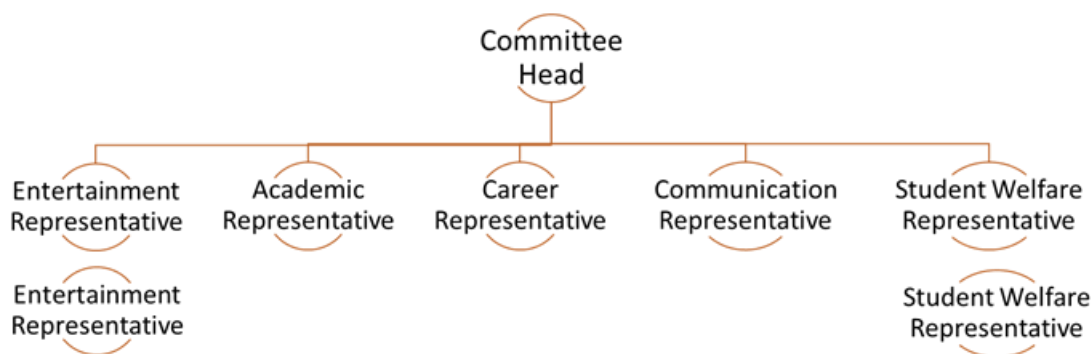 Committee
Head
Entertainment
Representative
Academic
Representative
Career
Representative
Communication
Representative
Student Welfare
Representative
Entertainment
Representative
Student Welfare
Representative